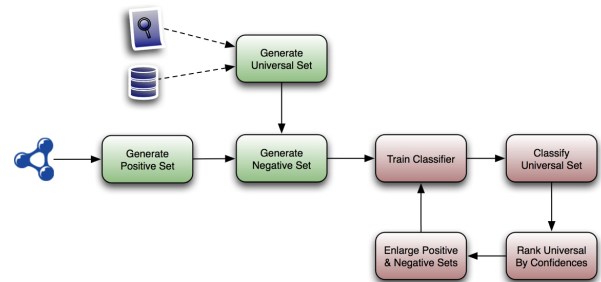 Generate
Universal Set
Generate
Positive Set
Generate
Negative Set
Train Classifier
Classify
Universal Set
Enlarge Positive
& Negative Sets
Rank Universal
By Confidences